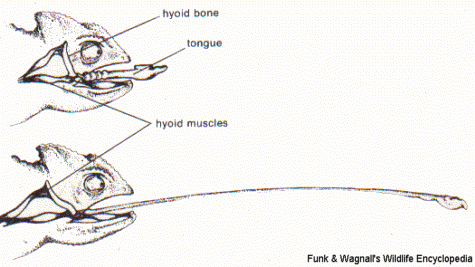 hyoid bone
tongue
hyoid muscles
Funk & Wagnall's Wildlife Encyclopedia